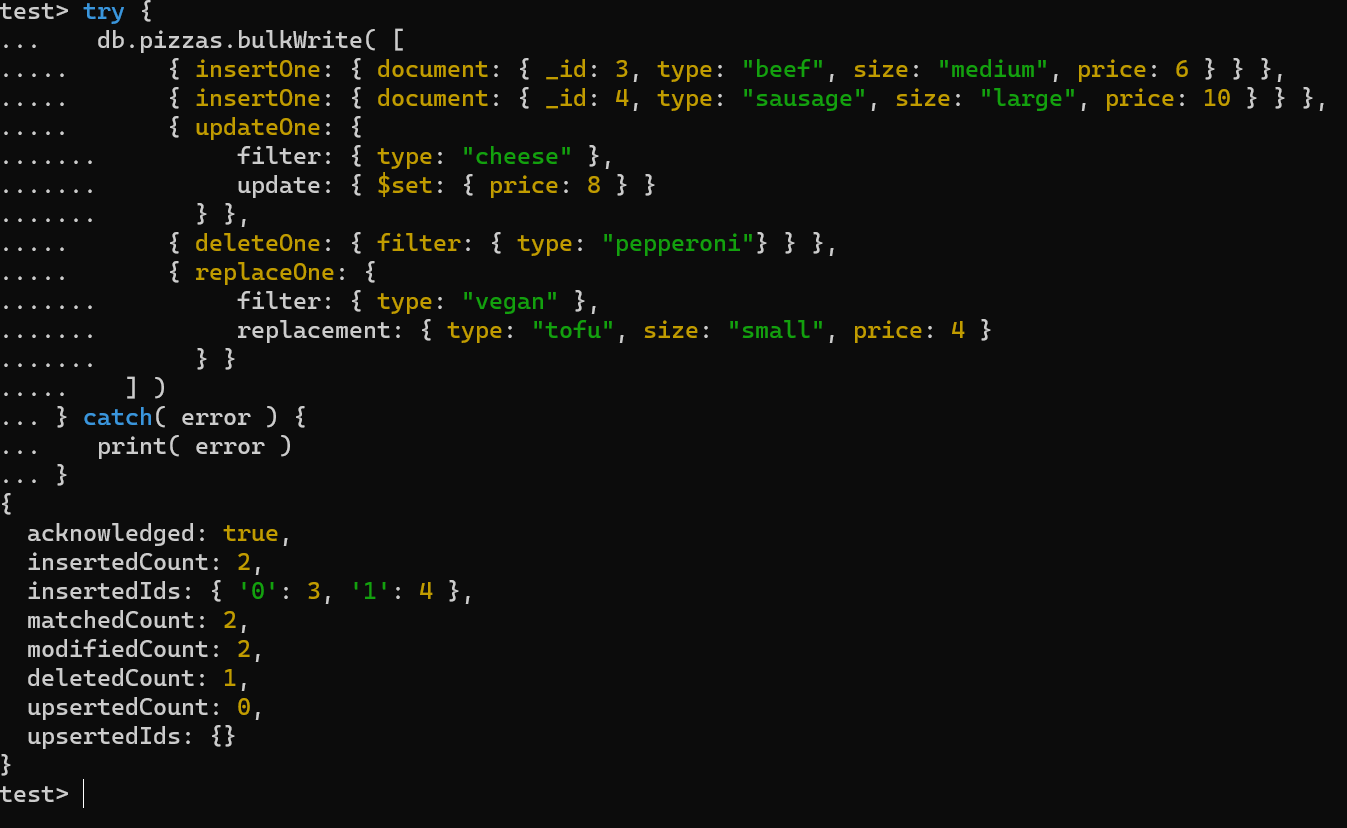 test> try {
...    db.pizzas.bulkWrite( [
.....       { insertOne: { document: { _id: 3, type: "beef", size: "medium", price: 6 } } },
.....       { insertOne: { document: { _id: 4, type: "sausage", size: "large", price: 10 } } },
.....       { updateOne: {
.......          filter: { type: "cheese" },
.......          update: { $set: { price: 8 } }
.......       } },
.....       { deleteOne: { filter: { type: "pepperoni"} } },
.....       { replaceOne: {
.......          filter: { type: "vegan" },
.......          replacement: { type: "tofu", size: "small", price: 4 }
.......       } }
.....    ] )
... } catch( error ) {
...    print( error )
... }
{
  acknowledged: true,
  insertedCount: 2,
  insertedIds: { '0': 3, '1': 4 },
  matchedCount: 2,
  modifiedCount: 2,
  deletedCount: 1,
  upsertedCount: 0,
  upsertedIds: {}
}
test>